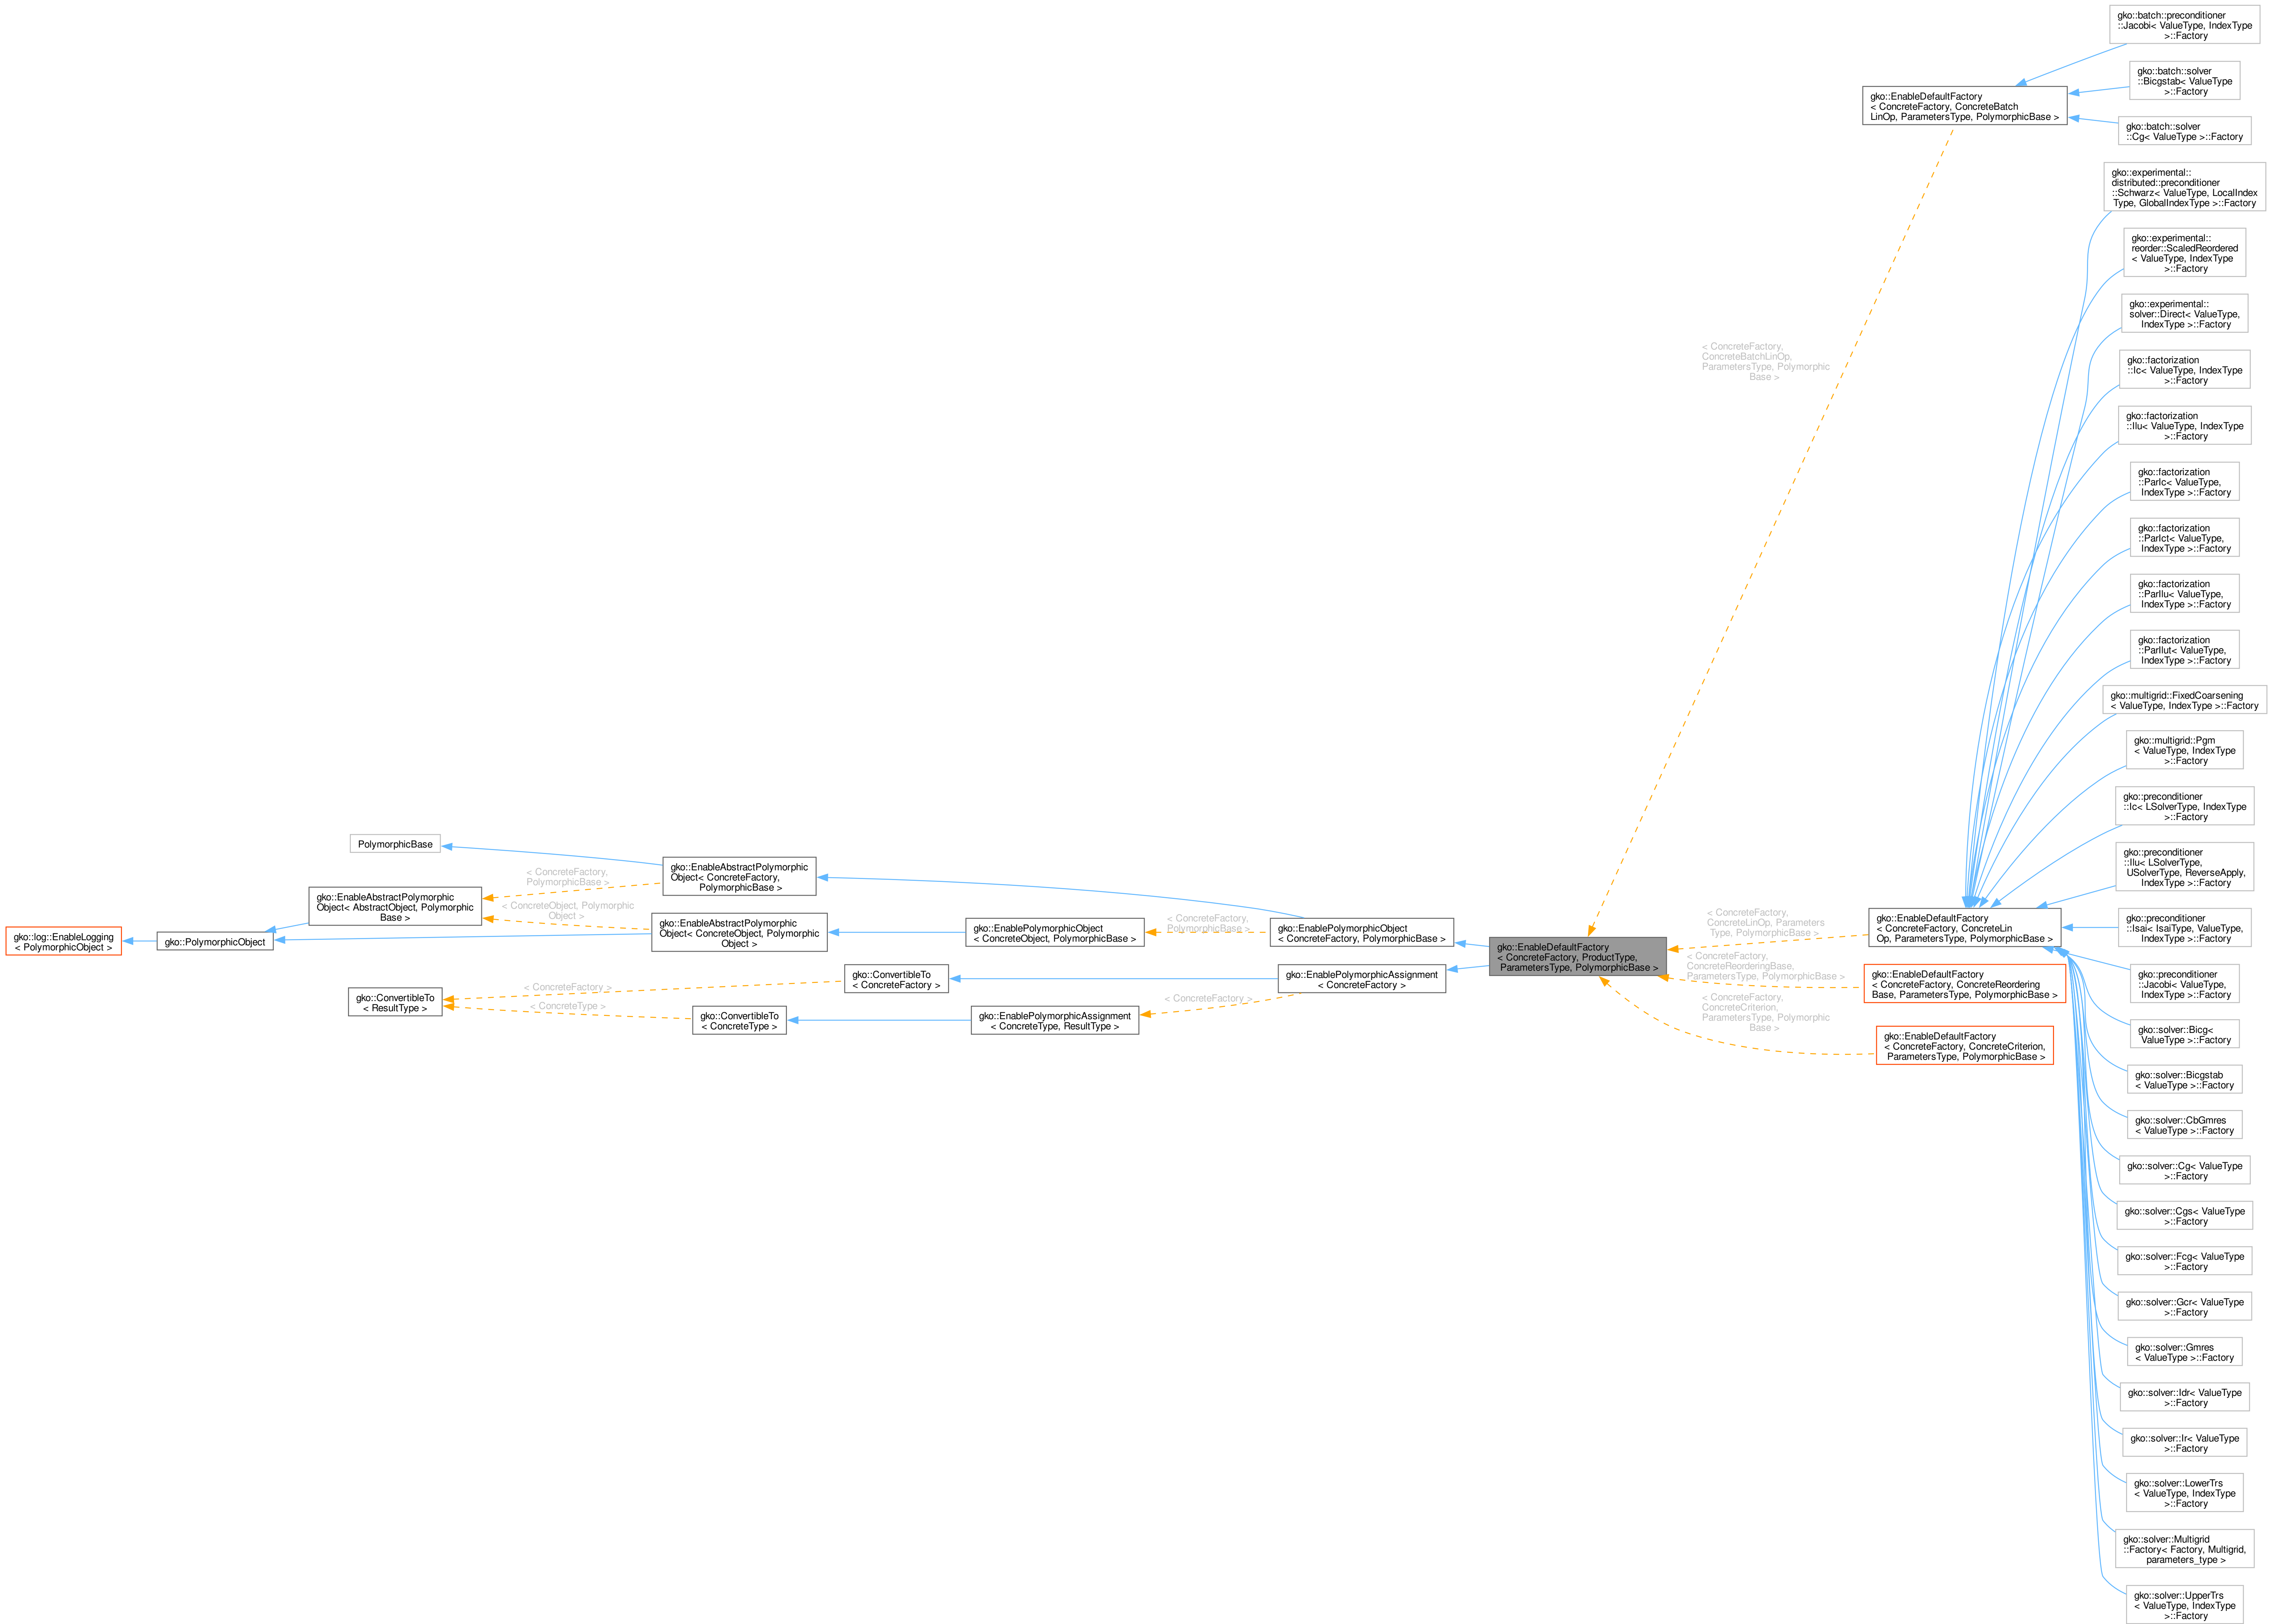 gko::batch::preconditioner
::Jacobi< ValueType, IndexType
>::Factory
gko::batch::solver
::Bicgstab< ValueType
>::Factory
gko::EnableDefaultFactory
< ConcreteFactory, ConcreteBatch
LinOp, ParametersType, PolymorphicBase >
gko::batch::solver
::Cg< ValueType >::Factory
gko::experimental::
distributed::preconditioner
::Schwarz< ValueType, LocalIndex
Type, GlobalIndexType >::Factory
gko::experimental::
reorder::ScaledReordered
< ValueType, IndexType
>::Factory
gko::experimental::
solver::Direct< ValueType,
IndexType >::Factory
< ConcreteFactory,
ConcreteBatchLinOp,
ParametersType, Polymorphic
Base >
gko::factorization
::Ic< ValueType, IndexType
>::Factory
gko::factorization
::Ilu< ValueType, IndexType
>::Factory
gko::factorization
::ParIc< ValueType,
IndexType >::Factory
gko::factorization
::ParIct< ValueType,
IndexType >::Factory
gko::factorization
::ParIlu< ValueType,
IndexType >::Factory
gko::factorization
::ParIlut< ValueType,
IndexType >::Factory
gko::multigrid::FixedCoarsening
< ValueType, IndexType >::Factory
gko::multigrid::Pgm
< ValueType, IndexType
>::Factory
gko::preconditioner
::Ic< LSolverType, IndexType
>::Factory
gko::preconditioner
::Ilu< LSolverType,
USolverType, ReverseApply,
IndexType >::Factory
PolymorphicBase
gko::EnableAbstractPolymorphic
Object< ConcreteFactory,
PolymorphicBase >
< ConcreteFactory,
PolymorphicBase >
gko::EnableAbstractPolymorphic
Object< AbstractObject, Polymorphic
Base >
< ConcreteObject, Polymorphic
Object >
gko::EnableAbstractPolymorphic
Object< ConcreteObject, Polymorphic
Object >
gko::log::EnableLogging
< PolymorphicObject >
gko::PolymorphicObject
gko::EnablePolymorphicObject
< ConcreteObject, PolymorphicBase >
< ConcreteFactory,
PolymorphicBase >
gko::EnablePolymorphicObject
< ConcreteFactory, PolymorphicBase >
gko::EnableDefaultFactory
< ConcreteFactory, ProductType,
ParametersType, PolymorphicBase >
< ConcreteFactory,
ConcreteLinOp, Parameters
Type, PolymorphicBase >
gko::EnableDefaultFactory
< ConcreteFactory, ConcreteLin
Op, ParametersType, PolymorphicBase >
gko::preconditioner
::Isai< IsaiType, ValueType,
IndexType >::Factory
< ConcreteFactory,
ConcreteReorderingBase,
ParametersType, PolymorphicBase >
gko::EnableDefaultFactory
< ConcreteFactory, ConcreteReordering
Base, ParametersType, PolymorphicBase >
gko::preconditioner
::Jacobi< ValueType,
IndexType >::Factory
gko::ConvertibleTo
< ResultType >
< ConcreteFactory >
< ConcreteType >
gko::ConvertibleTo
< ConcreteFactory >
gko::ConvertibleTo
< ConcreteType >
gko::EnablePolymorphicAssignment
< ConcreteType, ResultType >
< ConcreteFactory >
gko::EnablePolymorphicAssignment
< ConcreteFactory >
< ConcreteFactory,
ConcreteCriterion,
ParametersType, Polymorphic
Base >
gko::EnableDefaultFactory
< ConcreteFactory, ConcreteCriterion,
ParametersType, PolymorphicBase >
gko::solver::Bicg<
ValueType >::Factory
gko::solver::Bicgstab
< ValueType >::Factory
gko::solver::CbGmres
< ValueType >::Factory
gko::solver::Cg< ValueType
>::Factory
gko::solver::Cgs< ValueType
>::Factory
gko::solver::Fcg< ValueType
>::Factory
gko::solver::Gcr< ValueType
>::Factory
gko::solver::Gmres
< ValueType >::Factory
gko::solver::Idr< ValueType
>::Factory
gko::solver::Ir< ValueType
>::Factory
gko::solver::LowerTrs
< ValueType, IndexType
>::Factory
gko::solver::Multigrid
::Factory< Factory, Multigrid,
parameters_type >
gko::solver::UpperTrs
< ValueType, IndexType
>::Factory